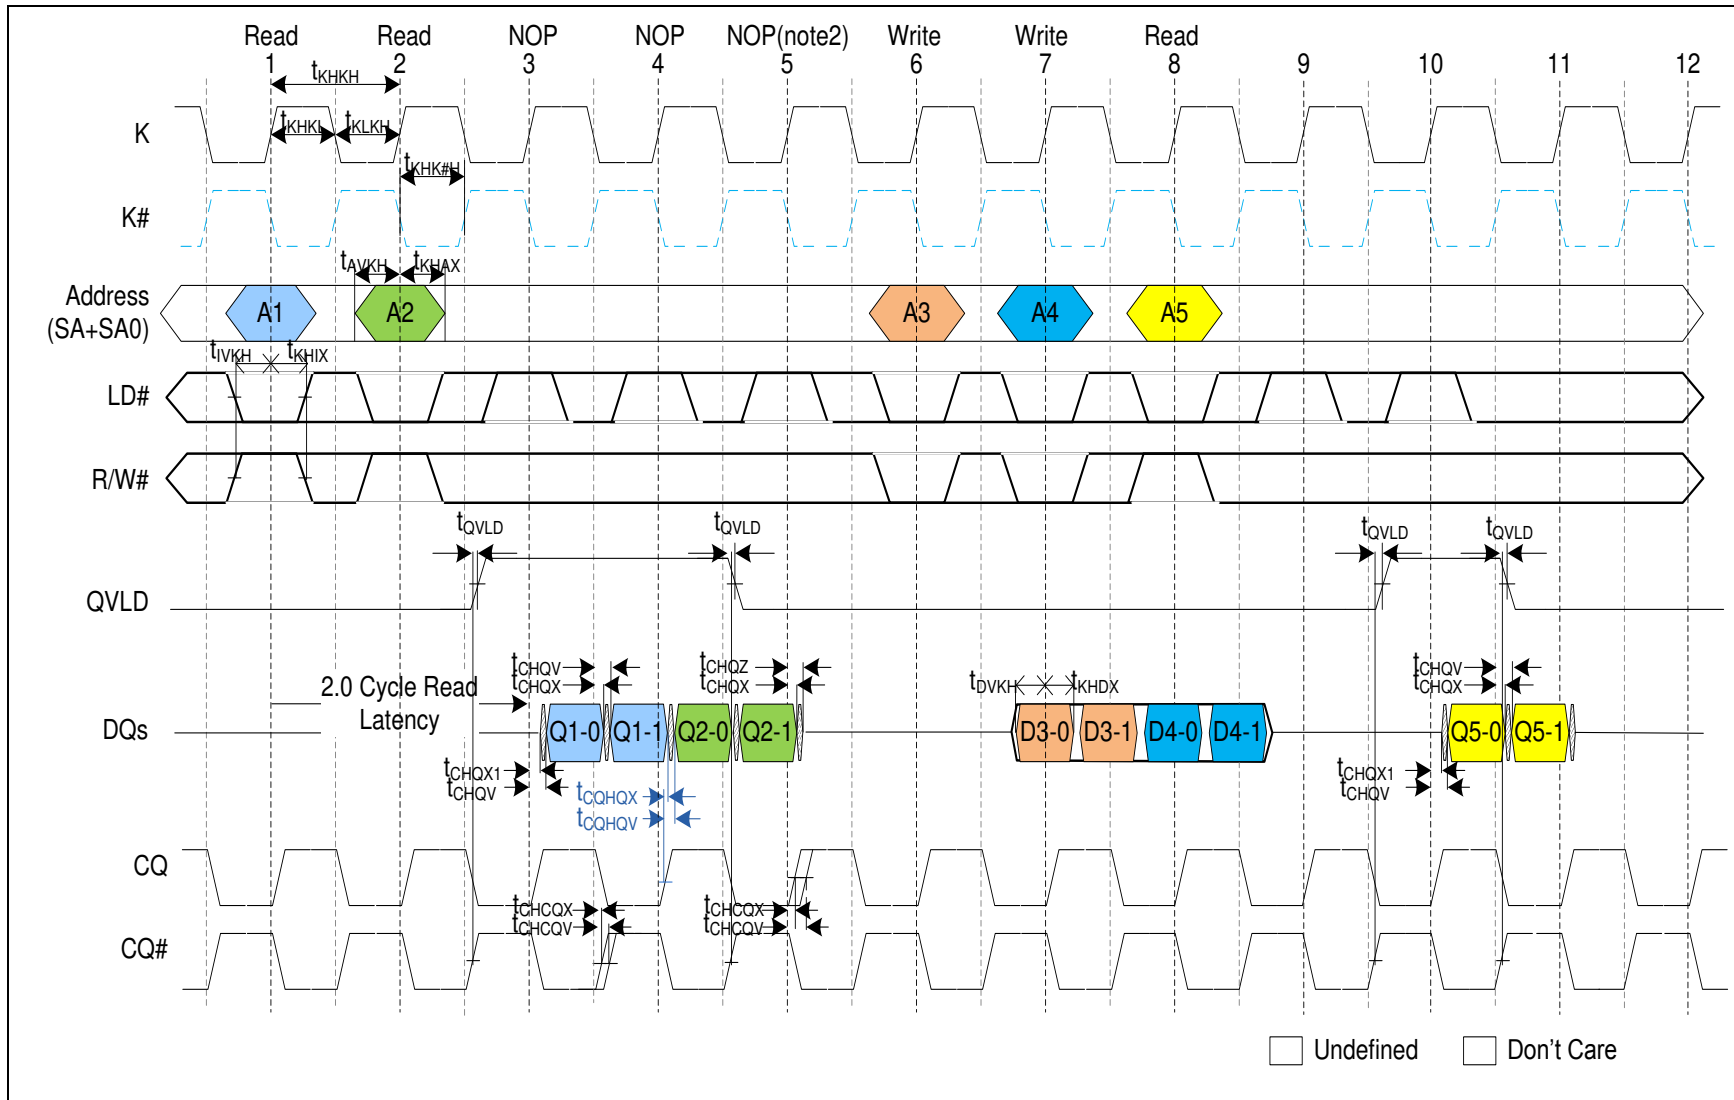 Read Read NOP NOP NOP(note2) Write Write Read
1 2 3 4 5 6 7 8 9 10 11 12
tKHKH
K
tKHKL tKLKH
tKHK#H
K#
tAVKH tKHAX
Address
(SA+SA0)
A1 A2 A3 A4 A5
tIVKH tKHIX
LD#
R/W#
tQVLD tQVLD tQVLD tQVLD
QVLD
tCHQV tCHQZ tCHQV
tCHQX tCHQX tDVKH tKHDX tCHQX
2.0 Cycle Read
Latency
DQs
Q1-0 Q1-1 Q2-0 Q2-1 D3-0 D3-1 D4-0 D4-1 Q5-0 Q5-1
tCHQX1 tCHQX1
tCHQV tCHQV
tCQHQX
tCQHQV
CQ
tCHCQX tCHCQX
tCHCQV tCHCQV
CQ#
Undefined Don't Care